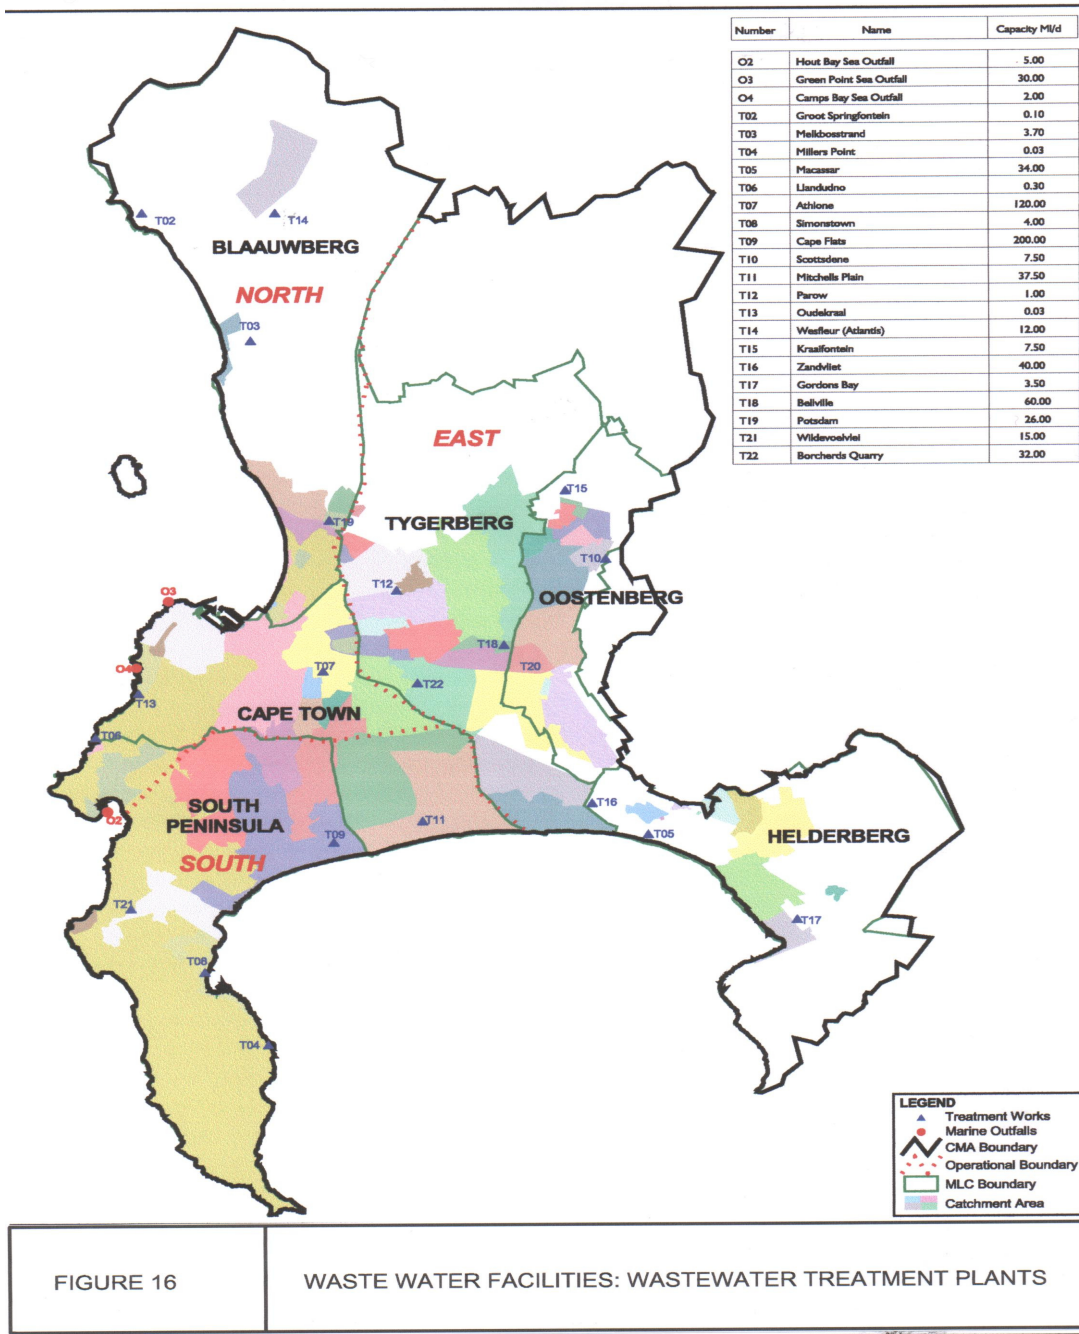 Number Name Capacity Ml/d
O2 Hout Bay Sea Outfall 5.00
O3 Green Point Sea Outfall 30.00
O4 Camps Bay Sea Outfall 2.00
T02 Groot Springfontein 0.10
T03 Melkbosstrand 3.70
T04 Millers Point 0.03
T05 Macassar 34.00
T06 Llandudno 0.30
T07 Athlone 120.00
T08 Simonstown 4.00
T09 Cape Flats 200.00
T10 Scottsdene 7.50
T11 Mitchells Plain 37.50
T12 Parow 1.00
T13 Oudekraal 0.03
T14 Wesfleur (Atlantis) 12.00
T15 Kraaifontein 7.50
T16 Zandvliet 40.00
T17 Gordons Bay 3.50
T18 Bellville 60.00
T19 Potsdam 26.00
T21 Wildevoelvlei 15.00
T22 Borcherds Quarry 32.00
T02
T14
BLAAUWBERG
NORTH
T03
EAST
T15
TYGERBERG
T19
T10
T12
OOSTENBERG
O3
T18
O4
T07
T20
T22
T13
CAPE TOWN
T06
SOUTH
PENINSULA
T16
O2
T11
T05
HELDERBERG
T09
SOUTH
T21
T17
T08
T04
LEGEND
Treatment Works
Marine Outfalls
CMA Boundary
Operational Boundary
MLC Boundary
Catchment Area
FIGURE 16
WASTE WATER FACILITIES: WASTEWATER TREATMENT PLANTS